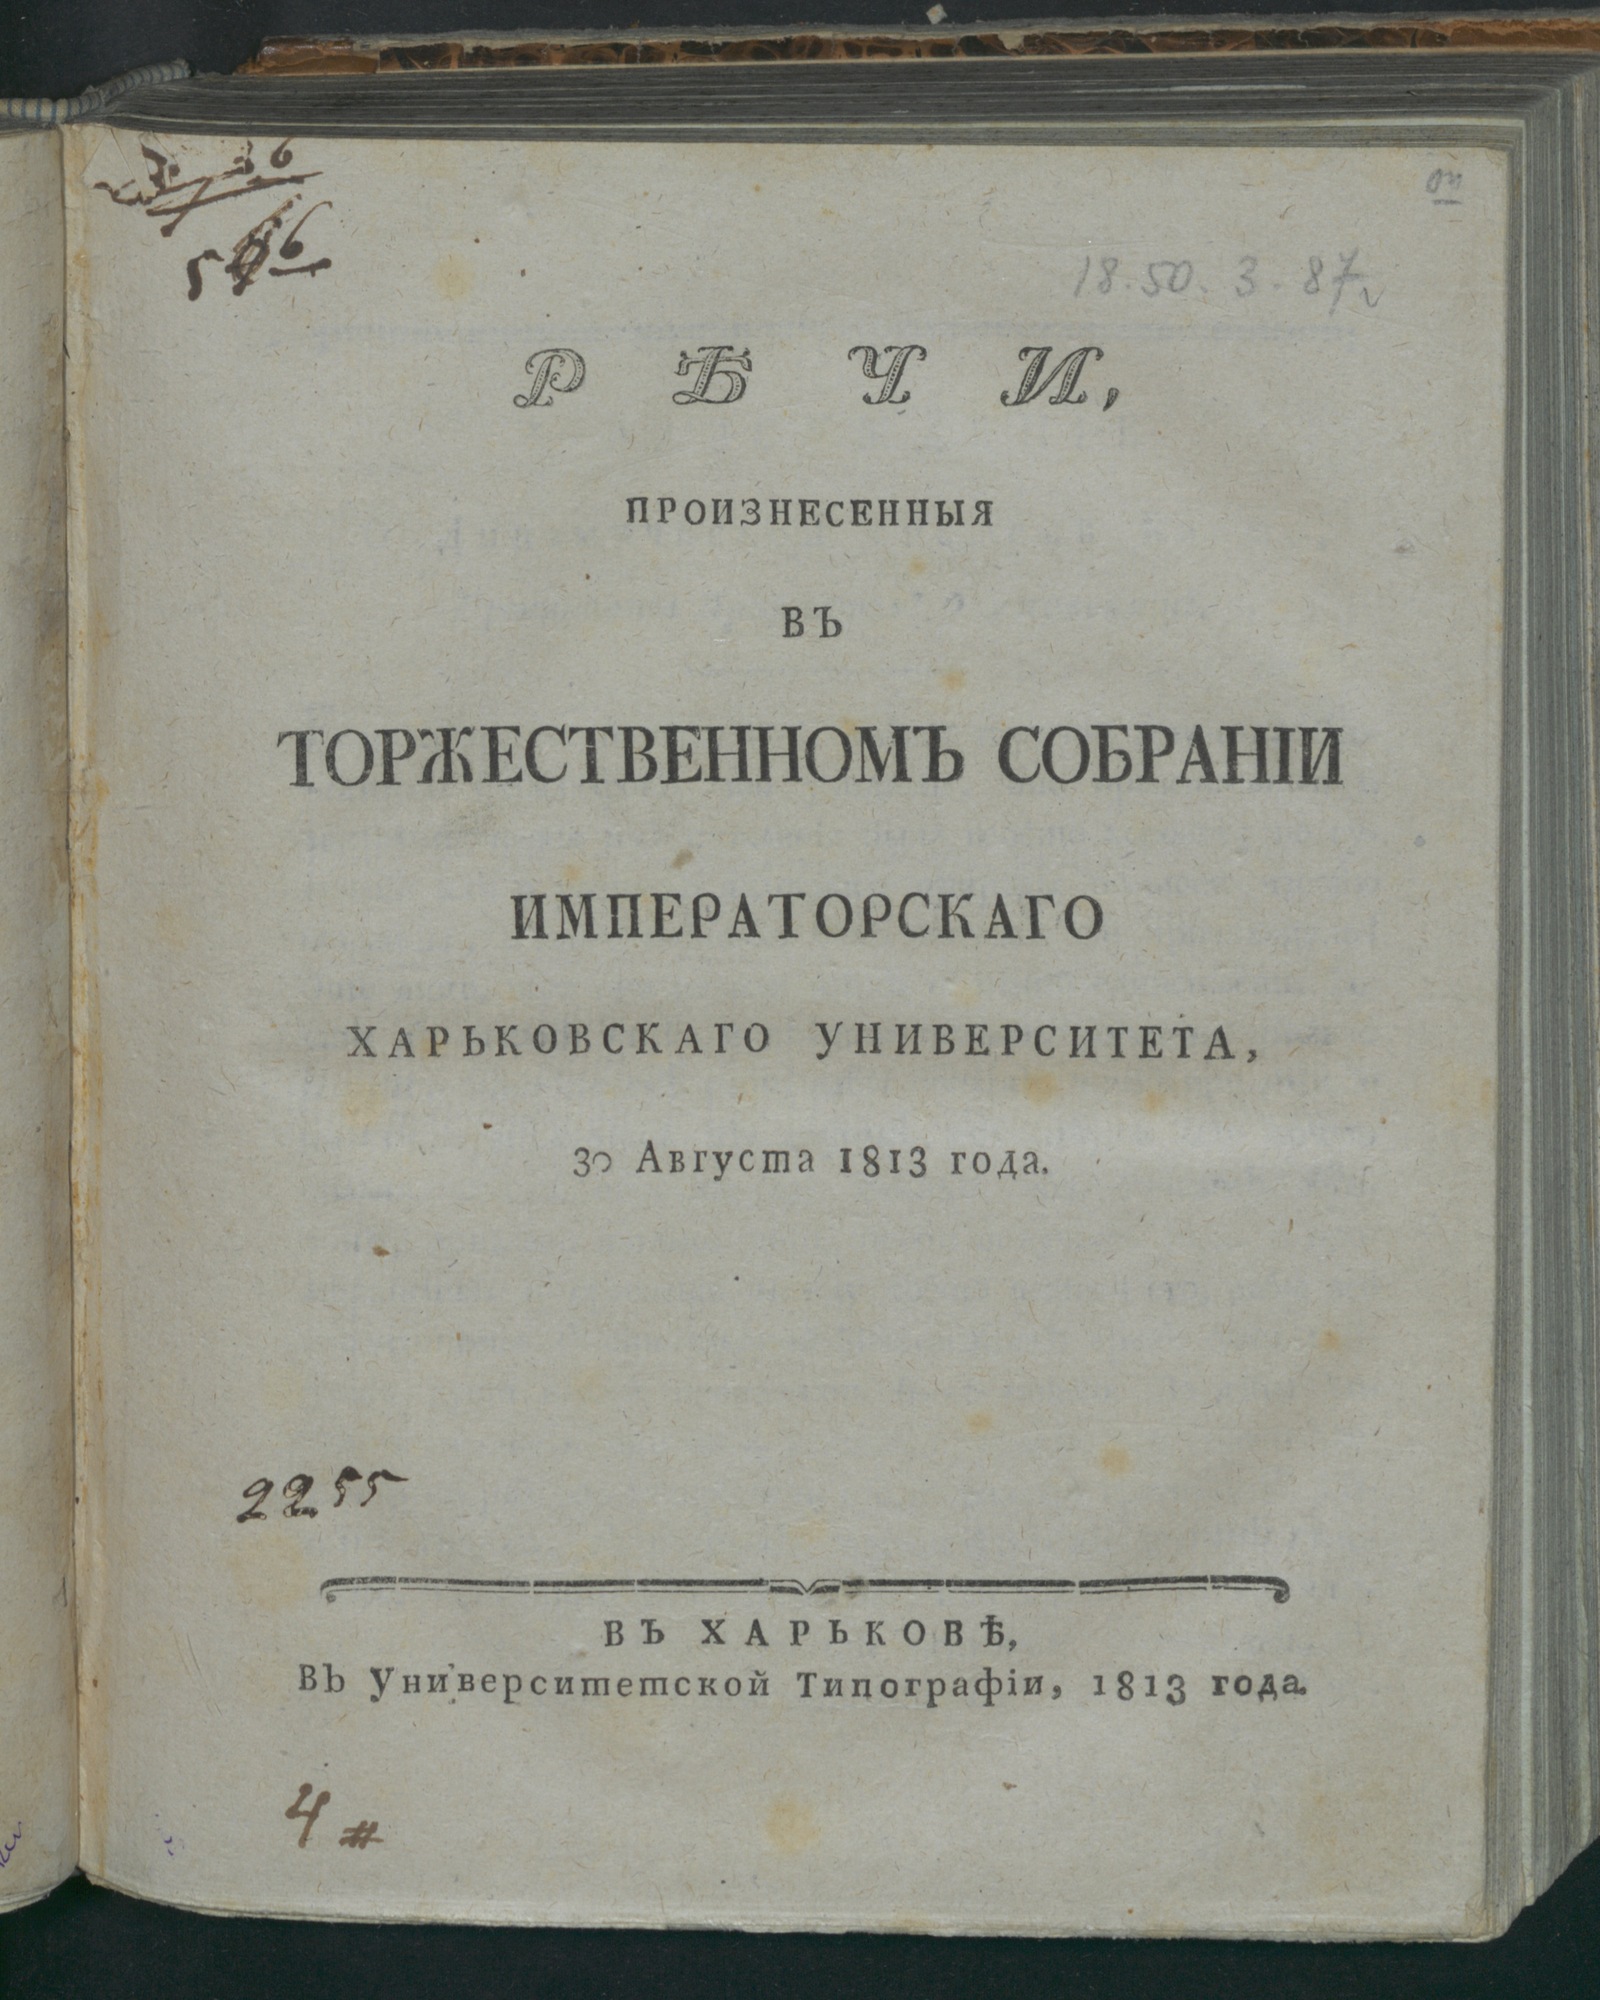 18.50.3.87
РѢЧИ,
ПРОИЗНЕСЕННЫЯ
ВЪ
ТОРЖЕСТВЕННОМЪ СОБРАНІИ
ИМПЕРАТОРСКАГО
ХАРЬКОВСКАГО УНИВЕРСИТЕТА,
30 Августа 1813 года.
2255
ВЪ ХАРЬКОВѢ,
Въ Университетской Типографіи, 1813 года.
4 #